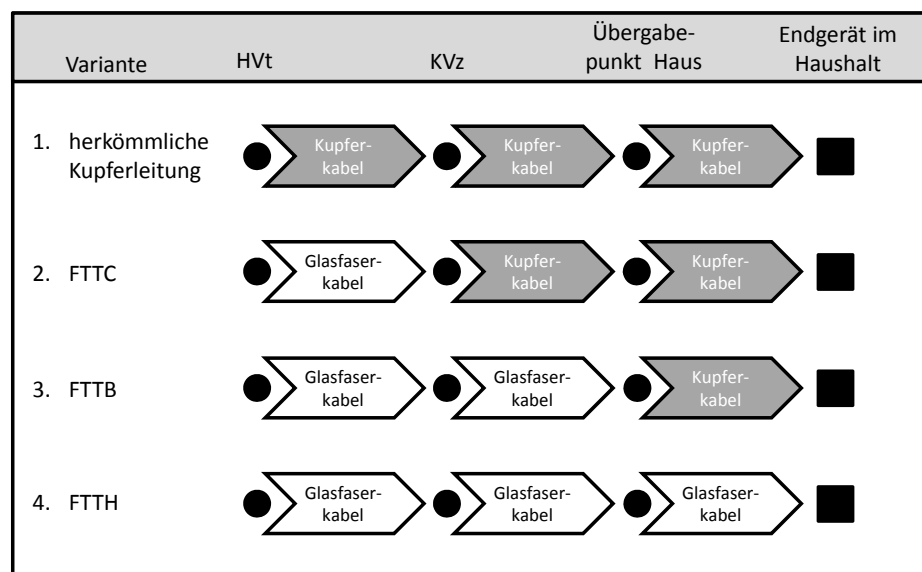 Variante HVt KVz Übergabe- Endgerät im
punkt Haus Haushalt
1. herkömmliche Kupfer- Kupfer- Kupfer-
Kupferleitung kabel kabel kabel
2. FTTC Glasfaser- Kupfer- Kupfer-
kabel kabel kabel
3. FTTB Glasfaser- Glasfaser- Kupfer-
kabel kabel kabel
4. FTTH Glasfaser- Glasfaser- Glasfaser-
kabel kabel kabel